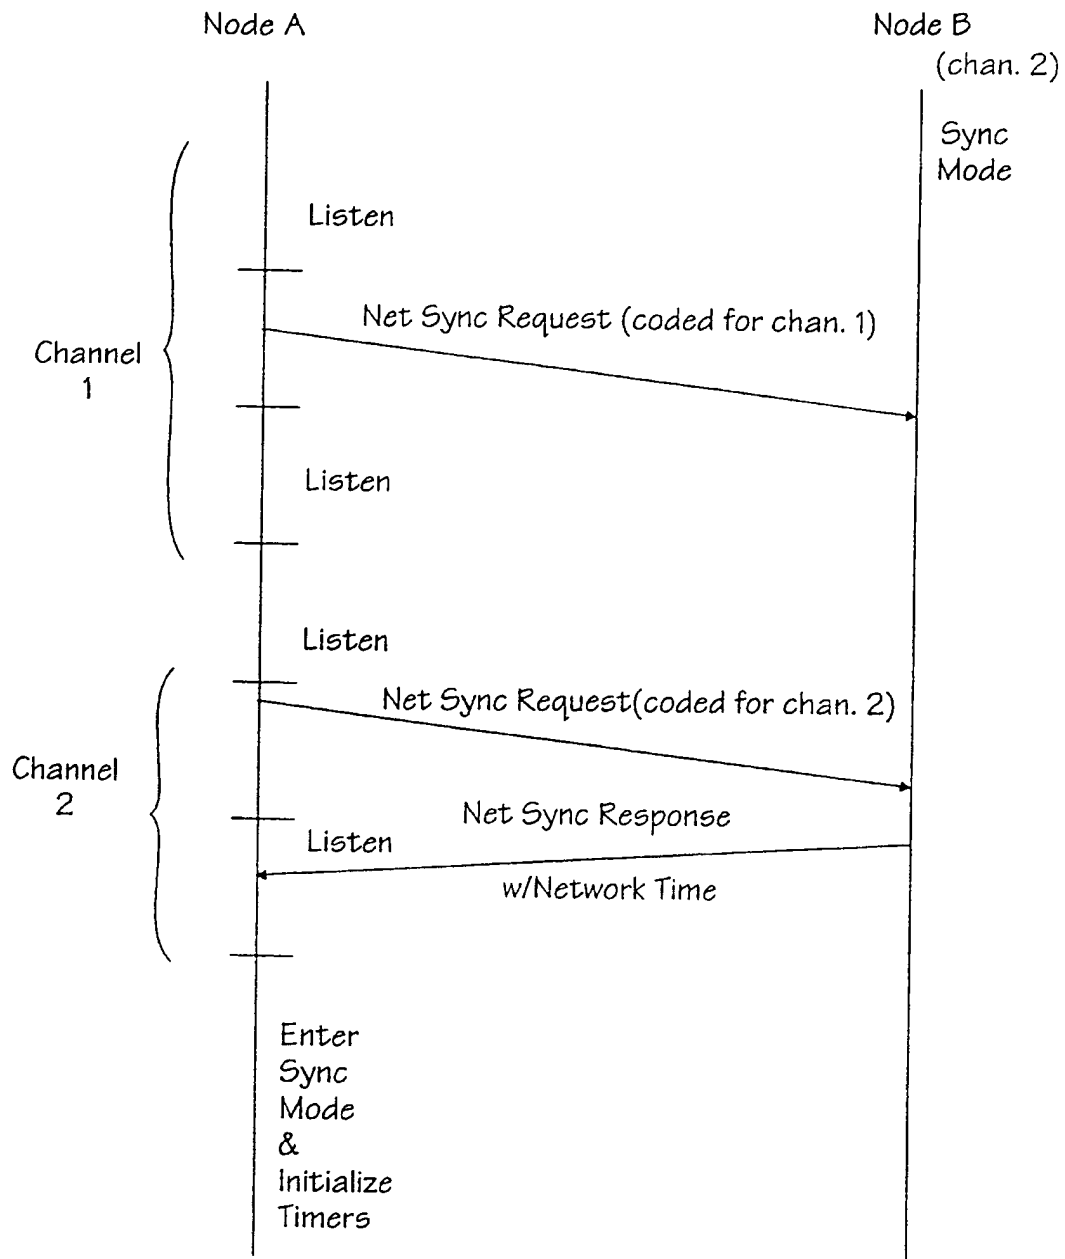 Node A
Node B
(chan. 2)
Sync
Mode
Listen
Net Sync Request (coded for chan. 1)
Channel
1
Listen
Listen
Net Sync Request(coded for chan. 2)
Channel
2
Net Sync Response
Listen
w/Network Time
Enter
Sync
Mode
&
Initialize
Timers